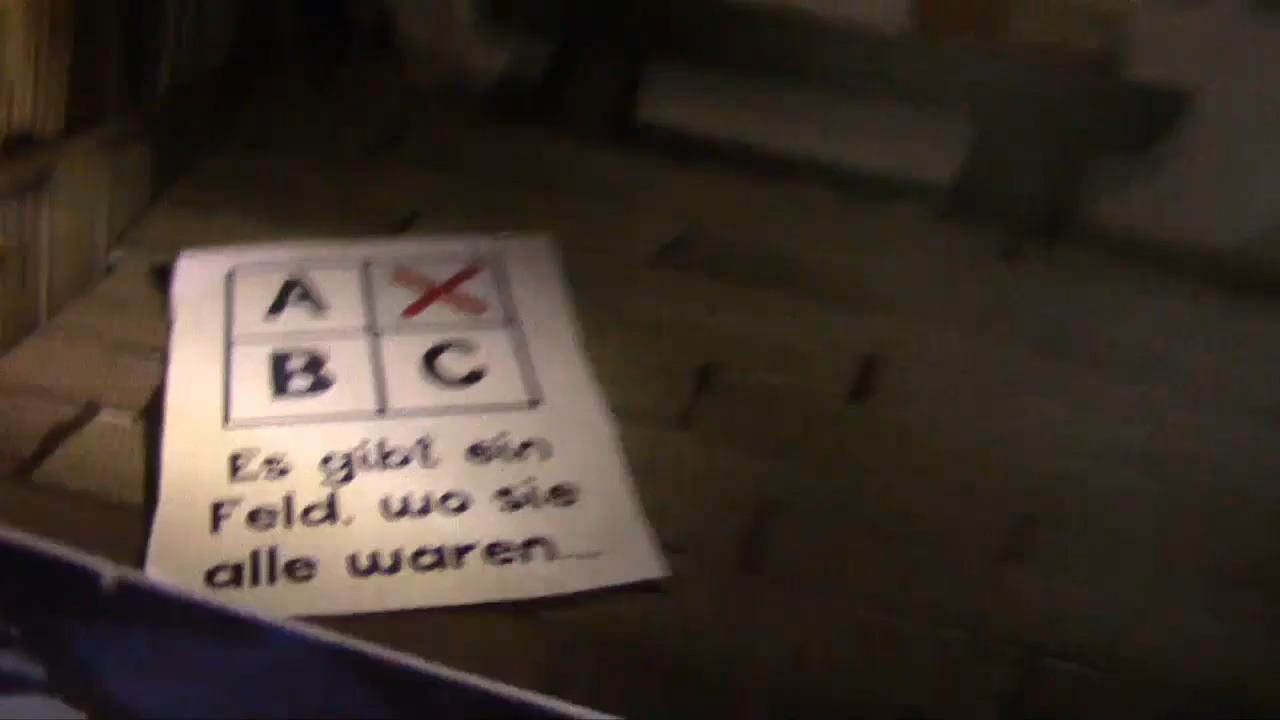 A X
B C
Es gibt ein
Feld, wo sie
alle waren...